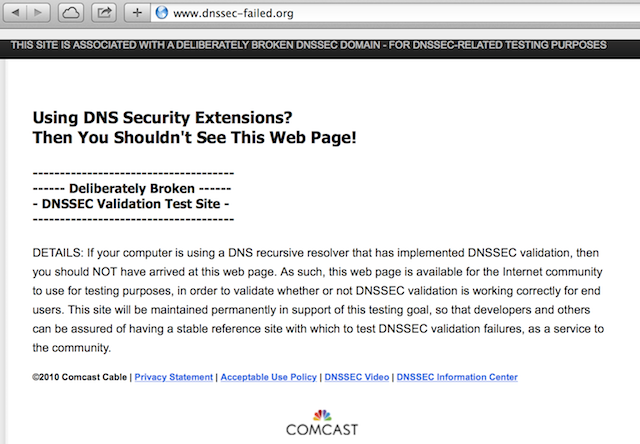 www.dnssec-failed.org
THIS SITE IS ASSOCIATED WITH A DELIBERATELY BROKEN DNSSEC DOMAIN - FOR DNSSEC-RELATED TESTING PURPOSES
Using DNS Security Extensions?
Then You Shouldn't See This Web Page!
-------------------------------------
------ Deliberately Broken ------
- DNSSEC Validation Test Site -
-------------------------------------
DETAILS: If your computer is using a DNS recursive resolver that has implemented DNSSEC validation, then
you should NOT have arrived at this web page. As such, this web page is available for the Internet community
to use for testing purposes, in order to validate whether or not DNSSEC validation is working correctly for end
users. This site will be maintained permanently in support of this testing goal, so that developers and others
can be assured of having a stable reference site with which to test DNSSEC validation failures, as a service to
the community.
©2010 Comcast Cable | Privacy Statement | Acceptable Use Policy | DNSSEC Video | DNSSEC Information Center
COMCAST